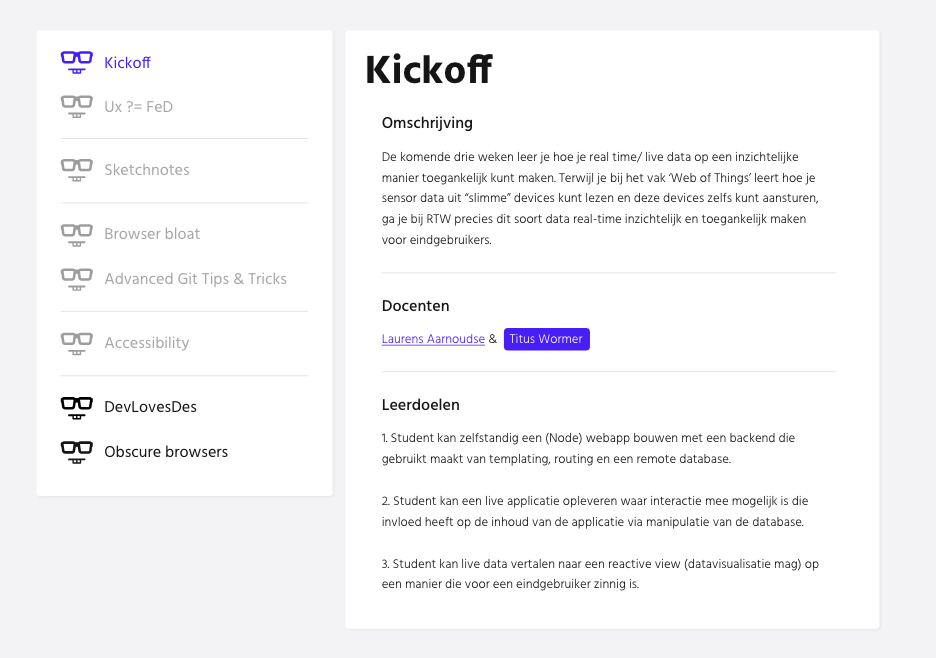 Kickoff
Ux ?= FeD
Sketchnotes
Browser bloat
Advanced Git Tips & Tricks
Accessibility
DevLovesDes
Obscure browsers
Kickoff
Omschrijving
De komende drie weken leer je hoe je real time/ live data op een inzichtelijke
manier toegankelijk kunt maken. Terwijl je bij het vak ‘Web of Things’ leert hoe je
sensor data uit “slimme” devices kunt lezen en deze devices zelfs kunt aansturen,
ga je bij RTW precies dit soort data real-time inzichtelijk en toegankelijk maken
voor eindgebruikers.
Docenten
Laurens Aarnoudse & Titus Wormer
Leerdoelen
1. Student kan zelfstandig een (Node) webapp bouwen met een backend die
gebruikt maakt van templating, routing en een remote database.
2. Student kan een live applicatie opleveren waar interactie mee mogelijk is die
invloed heeft op de inhoud van de applicatie via manipulatie van de database.
3. Student kan live data vertalen naar een reactive view (datavisualisatie mag) op
een manier die voor een eindgebruiker zinnig is.